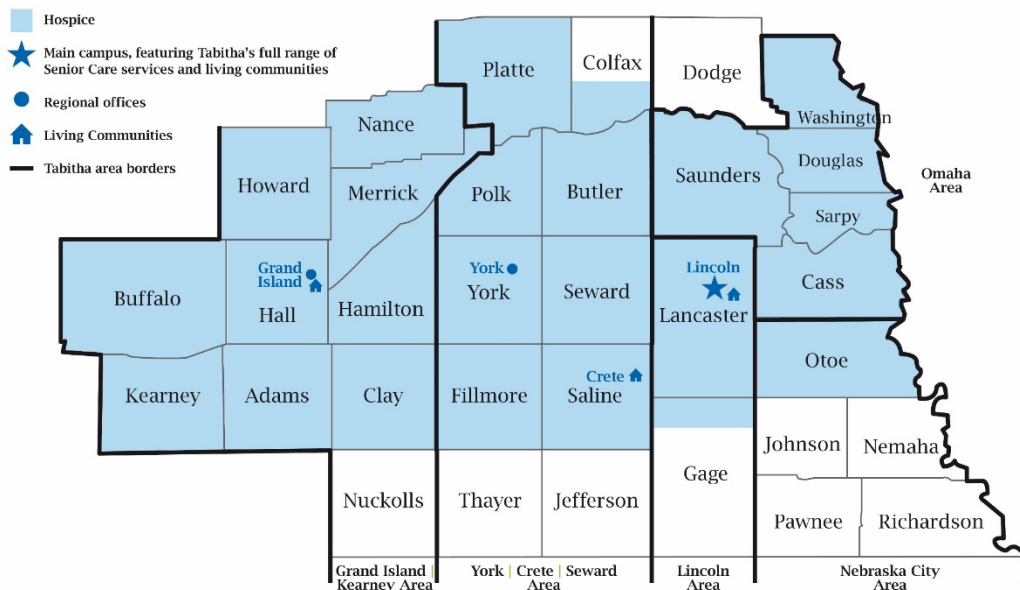 Hospice
Main campus, featuring Tabitha's full range of
Senior Care services and living communities
Regional offices
Living Communities
Tabitha area borders
Platte
Colfax
Dodge
Washington
Nance
Douglas
Omaha
Area
Howard
Merrick
Polk
Butler
Saunders
Sarpy
Buffalo
Grand
Island
Hall
Hamilton
York
York
Seward
Lincoln
Lancaster
Cass
Kearney
Adams
Clay
Fillmore
Crete
Saline
Otoe
Johnson
Nemaha
Nuckolls
Thayer
Jefferson
Gage
Pawnee
Richardson
Grand Island |
Kearney Area
York | Crete | Seward
Area
Lincoln
Area
Nebraska City
Area